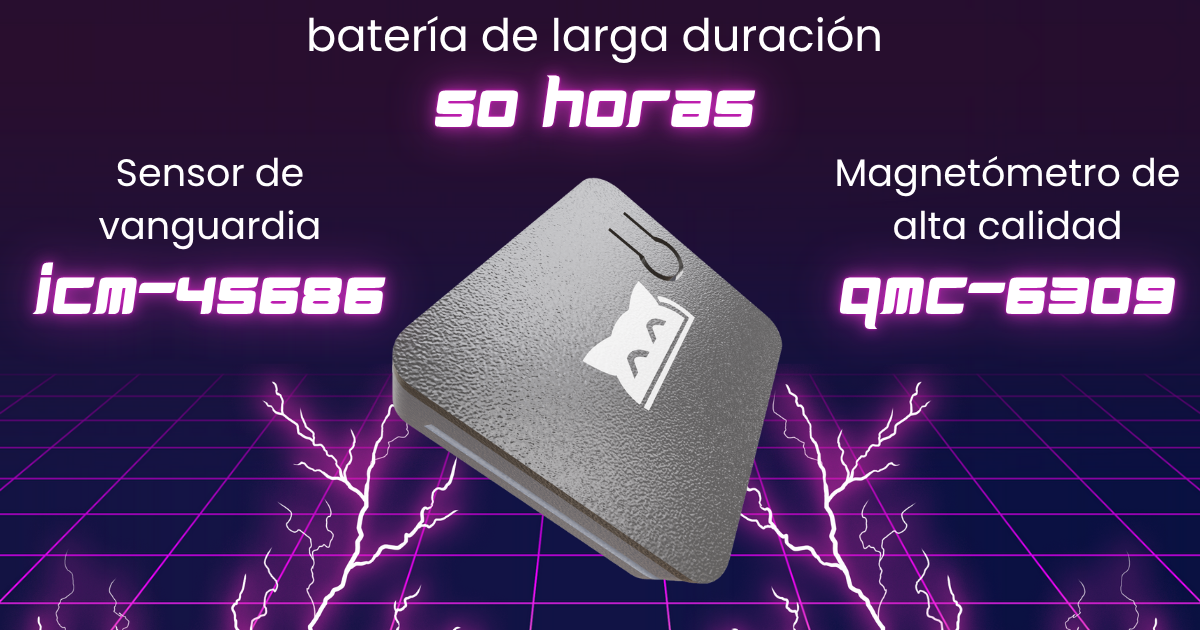 batería de larga duración
50 horas
Sensor de
vanguardia
icm-45686
Magnetómetro de
alta calidad
qmc-6309